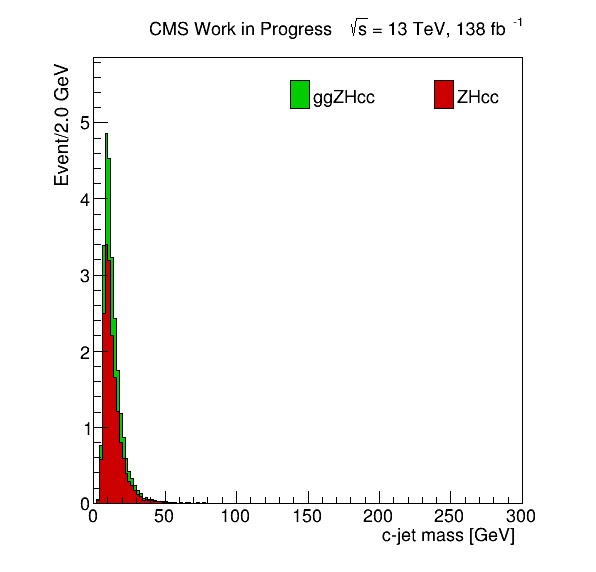 CMS Work in Progress √s = 13 TeV, 138 fb -1
Event/2.0 GeV
ggZHcc ZHcc
5
4
3
2
1
0
0 50 100 150 200 250 300
c-jet mass [GeV]